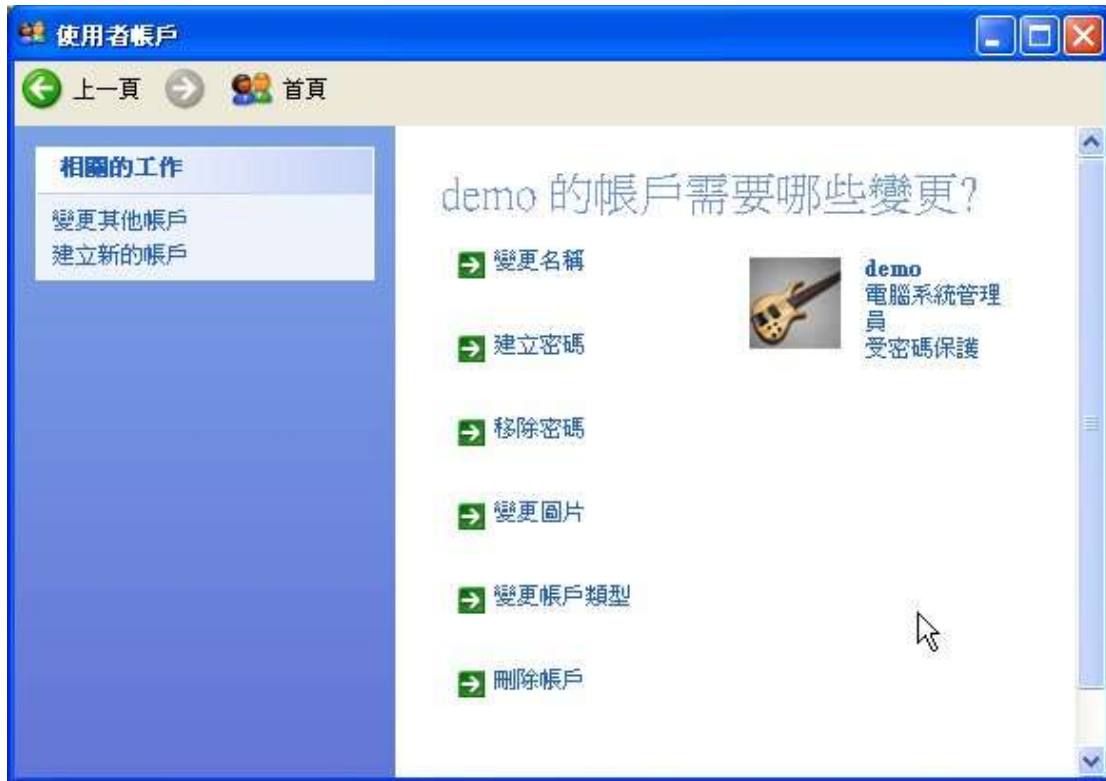 使用者帳戶
上一頁
首頁
相關的工作
變更其他帳戶
建立新的帳戶
demo 的帳戶需要哪些變更?
變更名稱
建立密碼
移除密碼
變更圖片
變更帳戶類型
刪除帳戶
demo
電腦系統管理
員
受密碼保護